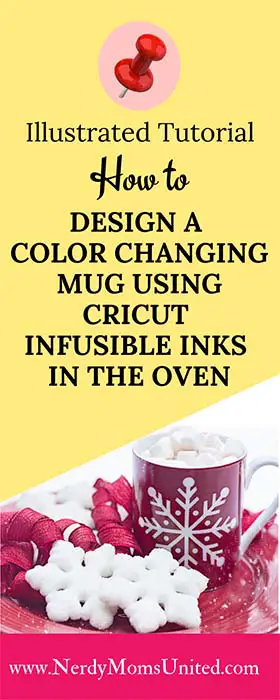 Illustrated Tutorial
How to
DESIGN A
COLOR CHANGING
MUG USING
CRICUT
INFUSIBLE INKS
IN THE OVEN
www.NerdyMomsUnited.com